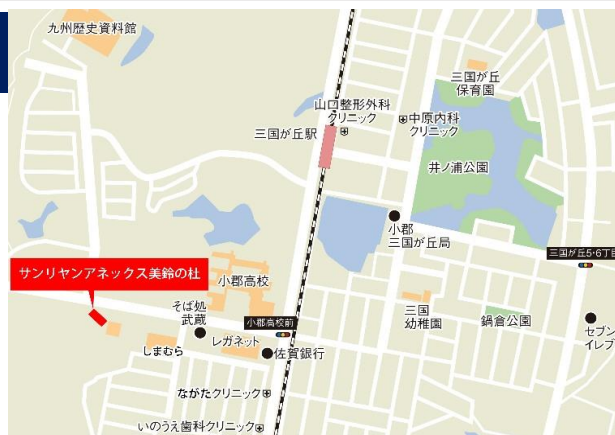 九州歴史資料館
三国が丘
保育園
山口整形外科
クリニック
中原内科
クリニック
三国が丘駅
井ノ浦公園
小郡
三国が丘局
三国が丘5・6丁目
サンリヤンアネックス美鈴の杜
小郡高校
そば処
武蔵
小郡高校前
三国
幼稚園
鍋倉公園
セブン
イレブ
しまむら
レガネット
佐賀銀行
ながたクリニック
いのうえ歯科クリニック